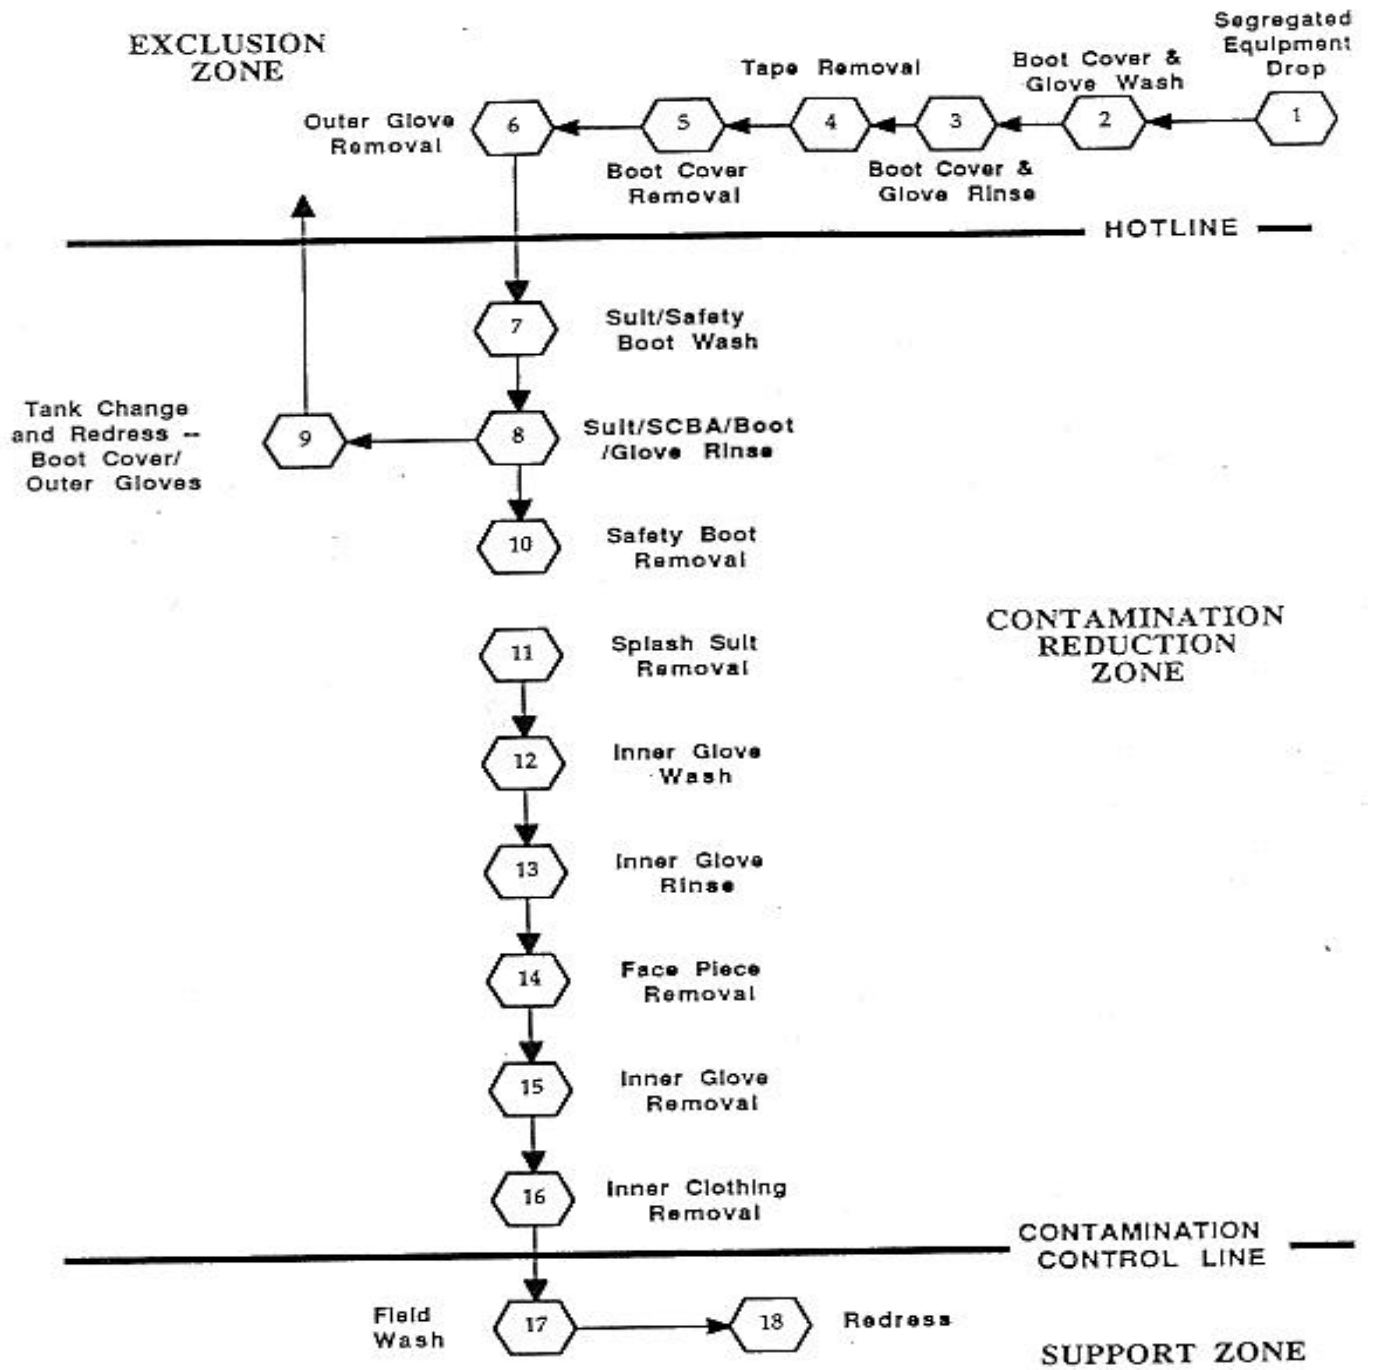 EXCLUSION
ZONE
Segregated
Equipment
Drop
1
Boot Cover &
Glove Wash
2
3
Boot Cover &
Glove Rinse
Tape Removal
4
5
Boot Cover
Removal
Outer Glove
Removal
6
HOTLINE
7
Suit/Safety
Boot Wash
8
Suit/SCBA/Boot
/Glove Rinse
Tank Change
and Redress --
Boot Cover/
Outer Gloves
9
10
Safety Boot
Removal
CONTAMINATION
REDUCTION
ZONE
11
Splash Suit
Removal
12
Inner Glove
Wash
13
Inner Glove
Rinse
14
Face Piece
Removal
15
Inner Glove
Removal
16
Inner Clothing
Removal
CONTAMINATION
CONTROL LINE
Field
Wash
17
18
Redress
SUPPORT ZONE